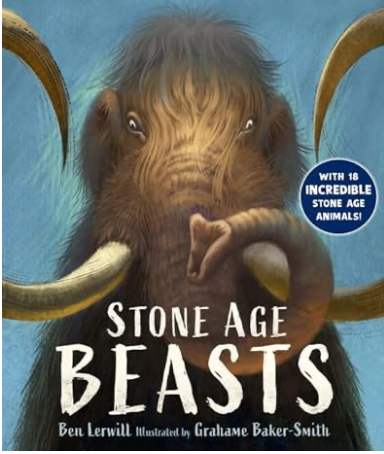 WITH 18
INCREDIBLE
STONE AGE
ANIMALS!
STONE AGE
BEASTS
Ben Lerwill Illustrated by Grahame Baker-Smith